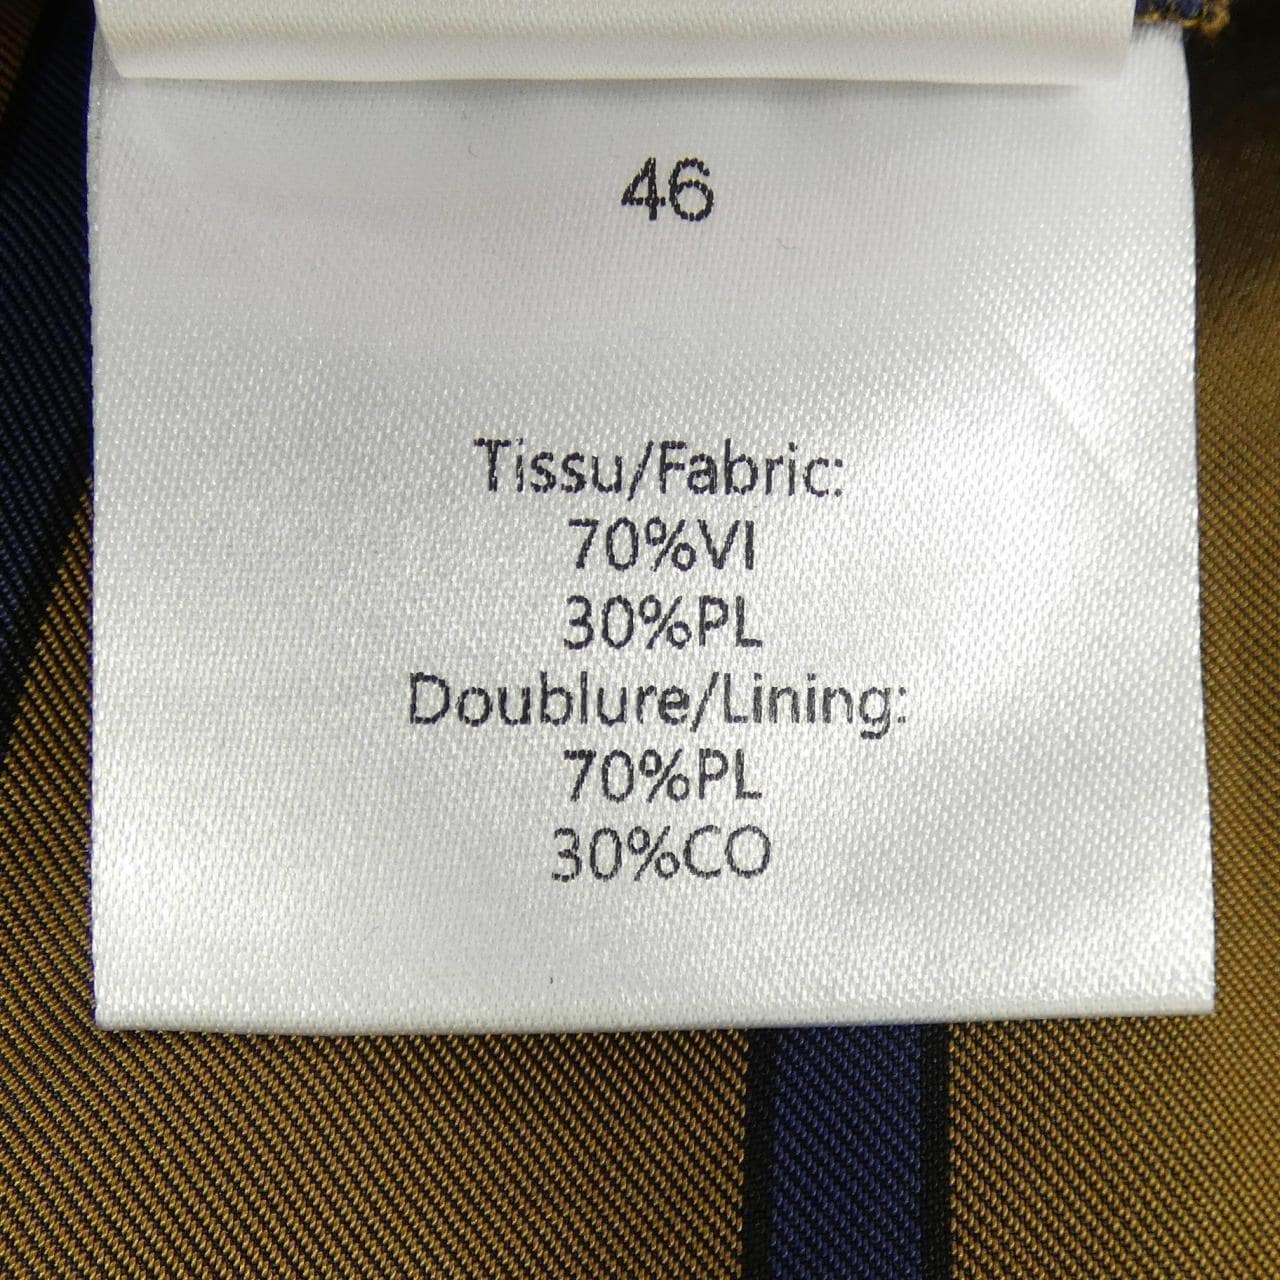 46
Tissu/Fabric:
70%VI
30%PL
Doublure/Lining:
70%PL
30%CO